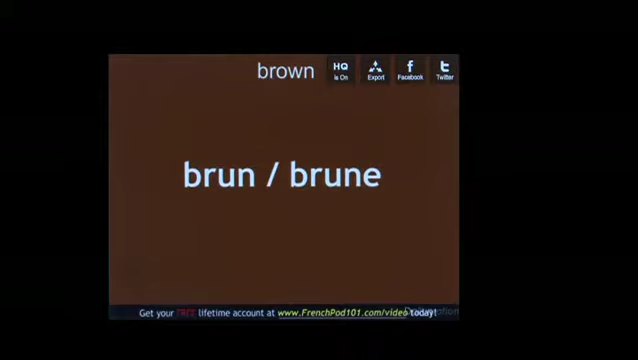 brown
HQ
is On
Export
f
Facebook
t
Twitter
brun / brune
Get your FREE lifetime account at www.FrenchPod101.com/video today!